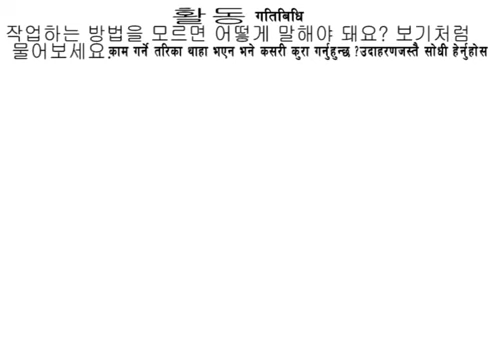 활 동 गतिबिधि
작업하는 방법을 모르면 어떻게 말해야 돼요? 보기처럼
물어보세요.काम गर्ने तरिका थाहा भएन भने कसरी कुरा गर्नुहुन्छ ?उदाहरणजस्तै सोधी हेर्नुहोस